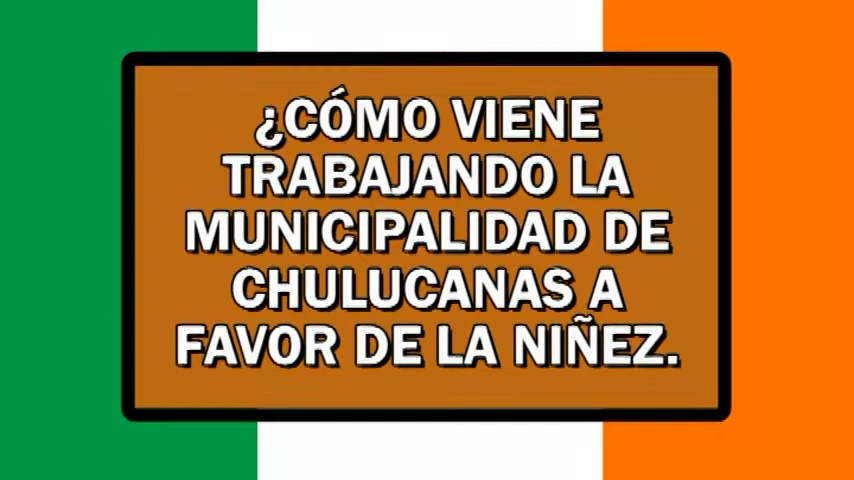 ¿CÓMO VIENE
TRABAJANDO LA
MUNICIPALIDAD DE
CHULUCANAS A
FAVOR DE LA NIÑEZ.